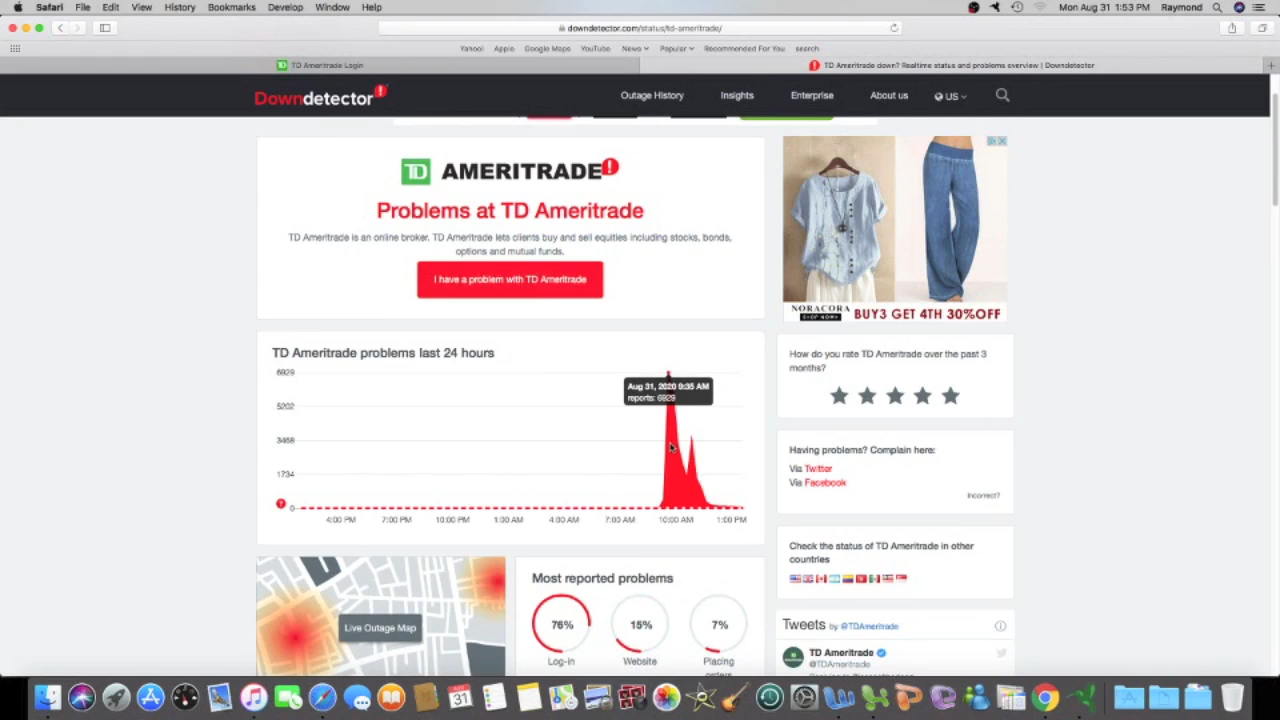 Safari File Edit View History Bookmarks Develop Window Help Mon Aug 31 1:53 PM Raymond
downdetector.com/status/td-ameritrade/
Yahoo! Apple Google Maps YouTube News Popular Recommended For You search
TD Ameritrade Login
TD Ameritrade down? Realtime status and problems overview | Downdetector
Downdetector
Outage History Insights Enterprise About us US
TD AMERITRADE
Problems at TD Ameritrade
TD Ameritrade is an online broker. TD Ameritrade lets clients buy and sell equities including stocks, bonds,
options and mutual funds.
I have a problem with TD Ameritrade
TD Ameritrade problems last 24 hours
6929
5202
3468
1734
0
Aug 31, 2020 9:35 AM
reports: 6929
4:00 PM 7:00 PM 10:00 PM 1:00 AM 4:00 AM 7:00 AM 10:00 AM 1:00 PM
Live Outage Map
Most reported problems
76% 15% 7%
Log-in Website Placing
orders
NORACORA
SHOP NOW
BUY3 GET 4TH 30%OFF
How do you rate TD Ameritrade over the past 3
months?
Having problems? Complain here:
Via Twitter
Via Facebook
Incorrect?
Check the status of TD Ameritrade in other
countries
Tweets by @TDAmeritrade
TD Ameritrade
@TDAmeritrade
AUG
31